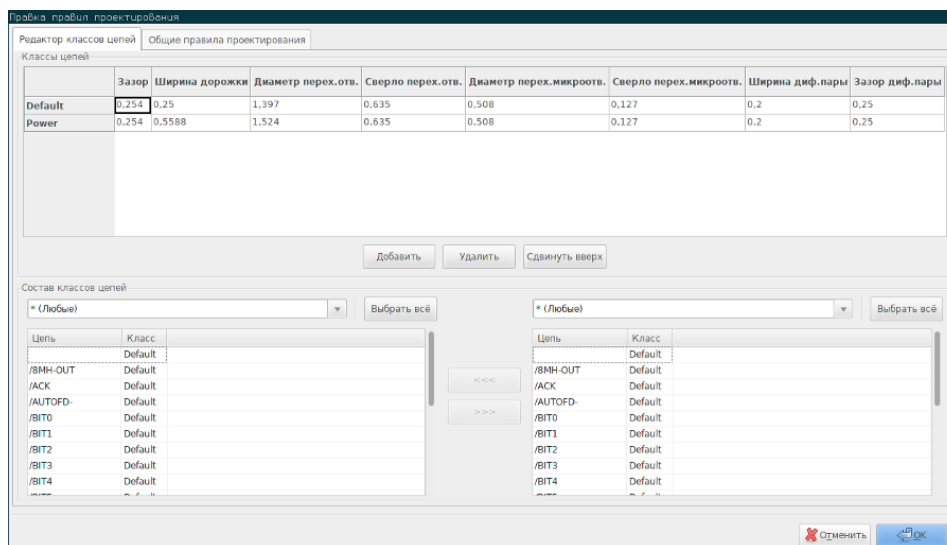 Правка правил проектирования
Редактор классов цепей Общие правила проектирования
Классы цепей
Зазор Ширина дорожки Диаметр перех.отв. Сверло перех.отв. Диаметр перех.микроотв. Сверло перех.микроотв. Ширина диф.пары Зазор диф.пары
Default 0,254 0,25 1,397 0,635 0,508 0,127 0,2 0,25
Power 0,254 0,5588 1,524 0,635 0,508 0,127 0,2 0,25
Добавить Удалить Сдвинуть вверх
Состав классов цепей
* (Любые) Выбрать всё * (Любые) Выбрать всё
Цепь Класс Цепь Класс
Default Default
/8MH-OUT Default /8MH-OUT Default
/ACK Default <<< /ACK Default
/AUTOFD- Default /AUTOFD- Default
/BIT0 Default >>> /BIT0 Default
/BIT1 Default /BIT1 Default
/BIT2 Default /BIT2 Default
/BIT3 Default /BIT3 Default
/BIT4 Default /BIT4 Default
Отменить OK